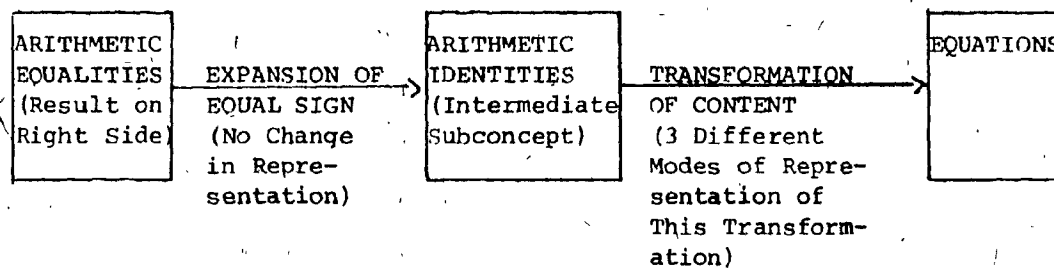 ARITHMETIC
EQUALITIES
(Result on
Right Side)
EXPANSION OF
EQUAL SIGN
(No Change
in Repre-
sentation)
ARITHMETIC
IDENTITIES
(Intermediate
Subconcept)
TRANSFORMATION
OF CONTENT
(3 Different
Modes of Repre-
sentation of
This Transform-
ation)
EQUATIONS